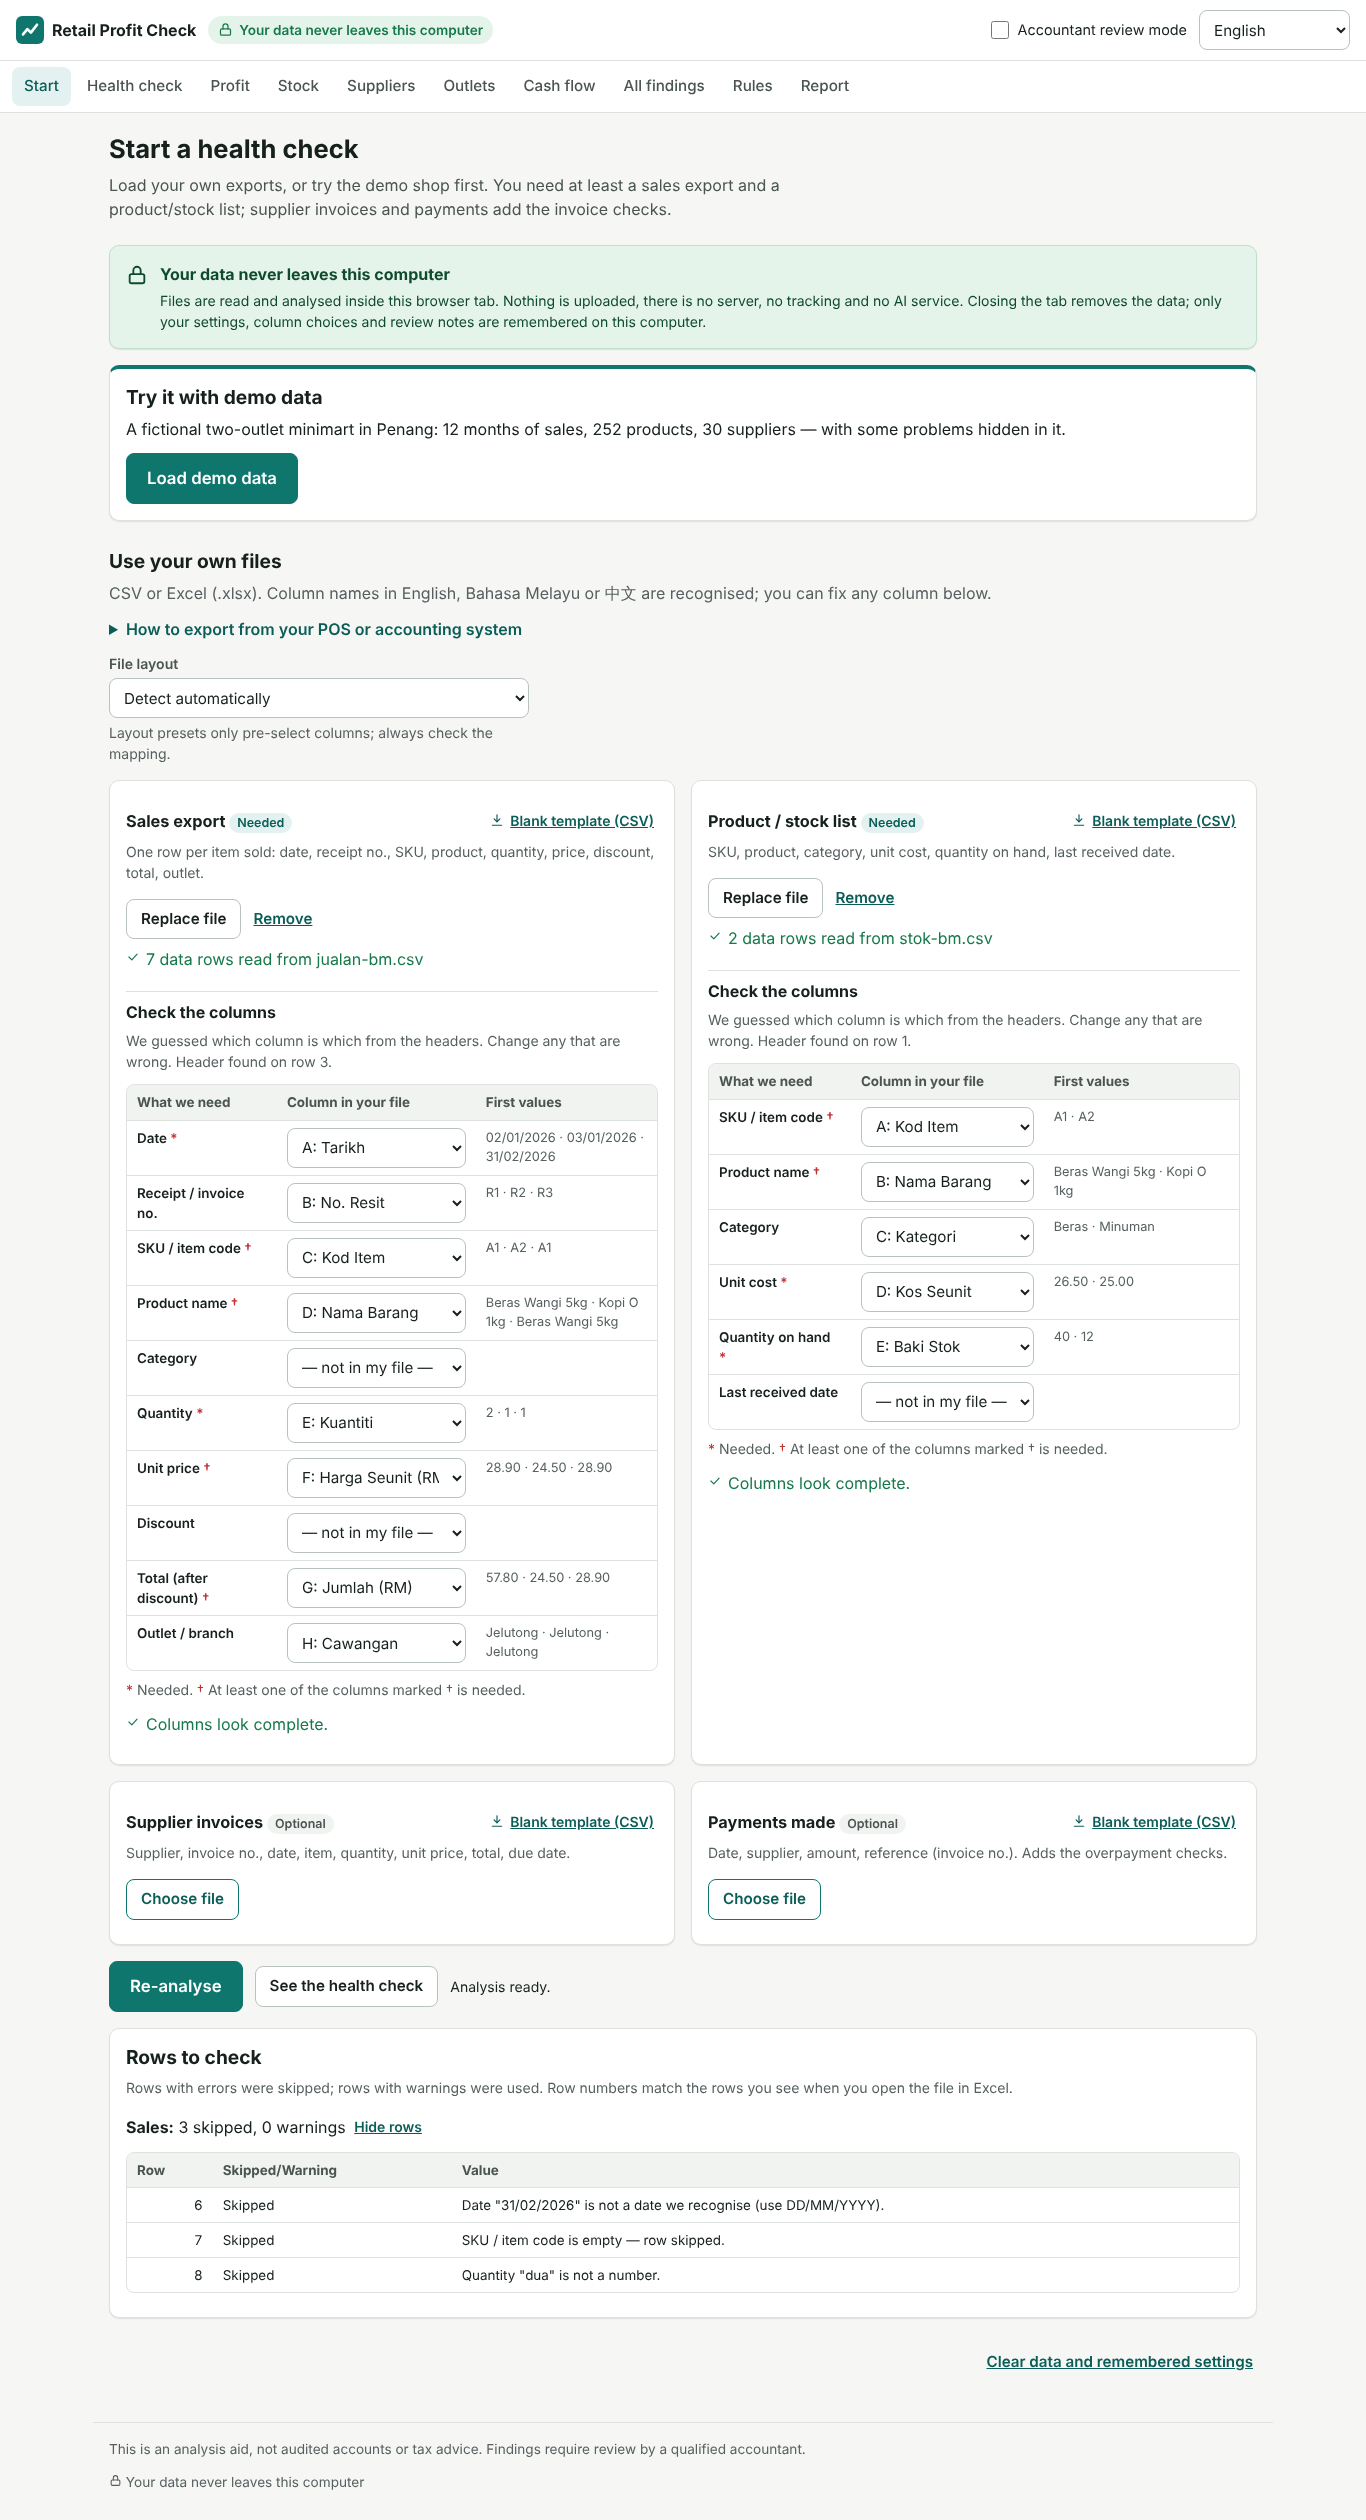 Retail Profit Check
Your data never leaves this computer
Accountant review mode
English
Start
Health check
Profit
Stock
Suppliers
Outlets
Cash flow
All findings
Rules
Report
Start a health check
Load your own exports, or try the demo shop first. You need at least a sales export and a
product/stock list; supplier invoices and payments add the invoice checks.
Your data never leaves this computer
Files are read and analysed inside this browser tab. Nothing is uploaded, there is no server, no tracking and no AI service. Closing the tab removes the data; only
your settings, column choices and review notes are remembered on this computer.
Try it with demo data
A fictional two-outlet minimart in Penang: 12 months of sales, 252 products, 30 suppliers — with some problems hidden in it.
Load demo data
Use your own files
CSV or Excel (.xlsx). Column names in English, Bahasa Melayu or 中文 are recognised; you can fix any column below.
How to export from your POS or accounting system
File layout
Detect automatically
Layout presets only pre-select columns; always check the
mapping.
Sales export Needed
Blank template (CSV)
One row per item sold: date, receipt no., SKU, product, quantity, price, discount,
total, outlet.
Replace file
Remove
✓ 7 data rows read from jualan-bm.csv
Check the columns
We guessed which column is which from the headers. Change any that are
wrong. Header found on row 3.
What we need
Column in your file
First values
Date *
A: Tarikh
02/01/2026 · 03/01/2026 ·
31/02/2026
Receipt / invoice
no.
B: No. Resit
R1 · R2 · R3
SKU / item code †
C: Kod Item
A1 · A2 · A1
Product name †
D: Nama Barang
Beras Wangi 5kg · Kopi O
1kg · Beras Wangi 5kg
Category
— not in my file —
Quantity *
E: Kuantiti
2 · 1 · 1
Unit price †
F: Harga Seunit (RM
28.90 · 24.50 · 28.90
Discount
— not in my file —
Total (after
discount) †
G: Jumlah (RM)
57.80 · 24.50 · 28.90
Outlet / branch
H: Cawangan
Jelutong · Jelutong ·
Jelutong
* Needed. † At least one of the columns marked † is needed.
✓ Columns look complete.
Product / stock list Needed
Blank template (CSV)
SKU, product, category, unit cost, quantity on hand, last received date.
Replace file
Remove
✓ 2 data rows read from stok-bm.csv
Check the columns
We guessed which column is which from the headers. Change any that are
wrong. Header found on row 1.
What we need
Column in your file
First values
SKU / item code †
A: Kod Item
A1 · A2
Product name †
B: Nama Barang
Beras Wangi 5kg · Kopi O
1kg
Category
C: Kategori
Beras · Minuman
Unit cost *
D: Kos Seunit
26.50 · 25.00
Quantity on hand
*
E: Baki Stok
40 · 12
Last received date
— not in my file —
* Needed. † At least one of the columns marked † is needed.
✓ Columns look complete.
Supplier invoices Optional
Blank template (CSV)
Supplier, invoice no., date, item, quantity, unit price, total, due date.
Choose file
Payments made Optional
Blank template (CSV)
Date, supplier, amount, reference (invoice no.). Adds the overpayment checks.
Choose file
Re-analyse
See the health check
Analysis ready.
Rows to check
Rows with errors were skipped; rows with warnings were used. Row numbers match the rows you see when you open the file in Excel.
Sales: 3 skipped, 0 warnings Hide rows
Row
Skipped/Warning
Value
6
Skipped
Date "31/02/2026" is not a date we recognise (use DD/MM/YYYY).
7
Skipped
SKU / item code is empty — row skipped.
8
Skipped
Quantity "dua" is not a number.
Clear data and remembered settings
This is an analysis aid, not audited accounts or tax advice. Findings require review by a qualified accountant.
Your data never leaves this computer